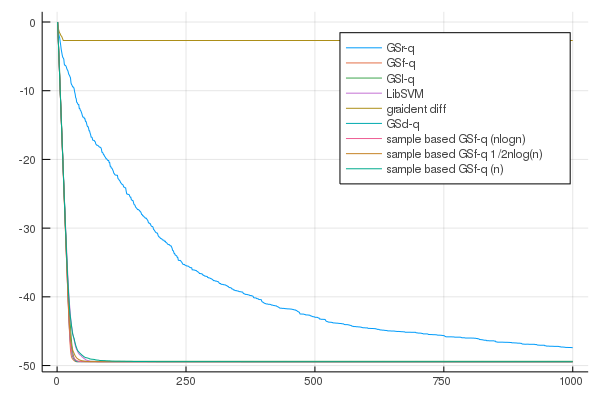 0
-10
-20
-30
-40
-50
0
250
500
750
1000
GSr-q
GSf-q
GSl-q
LibSVM
graident diff
GSd-q
sample based GSf-q (nlogn)
sample based GSf-q 1/2nlog(n)
sample based GSf-q (n)